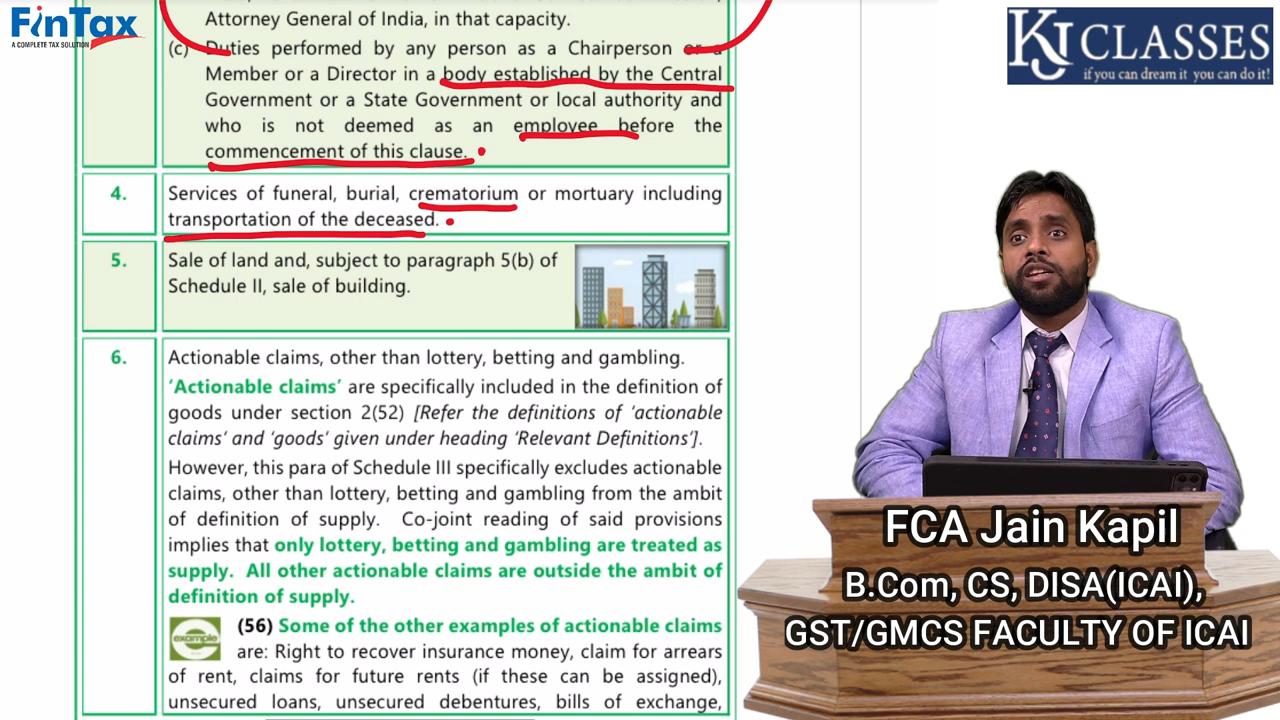 FinTax
A COMPLETE TAX SOLUTION
Attorney General of India, in that capacity.
(c) Duties performed by any person as a Chairperson or a
Member or a Director in a body established by the Central
Government or a State Government or local authority and
who is not deemed as an employee before the
commencement of this clause.
4. Services of funeral, burial, crematorium or mortuary including
transportation of the deceased.
5. Sale of land and, subject to paragraph 5(b) of
Schedule II, sale of building.
6. Actionable claims, other than lottery, betting and gambling.
‘Actionable claims’ are specifically included in the definition of
goods under section 2(52) [Refer the definitions of ‘actionable
claims’ and ‘goods’ given under heading ‘Relevant Definitions’].
However, this para of Schedule III specifically excludes actionable
claims, other than lottery, betting and gambling from the ambit
of definition of supply. Co-joint reading of said provisions
implies that only lottery, betting and gambling are treated as
supply. All other actionable claims are outside the ambit of
definition of supply.
example
(56) Some of the other examples of actionable claims
are: Right to recover insurance money, claim for arrears
of rent, claims for future rents (if these can be assigned),
unsecured loans, unsecured debentures, bills of exchange,
KJ CLASSES
if you can dream it you can do it!
FCA Jain Kapil
B.Com, CS, DISA(ICAI),
GST/GMCS FACULTY OF ICAI